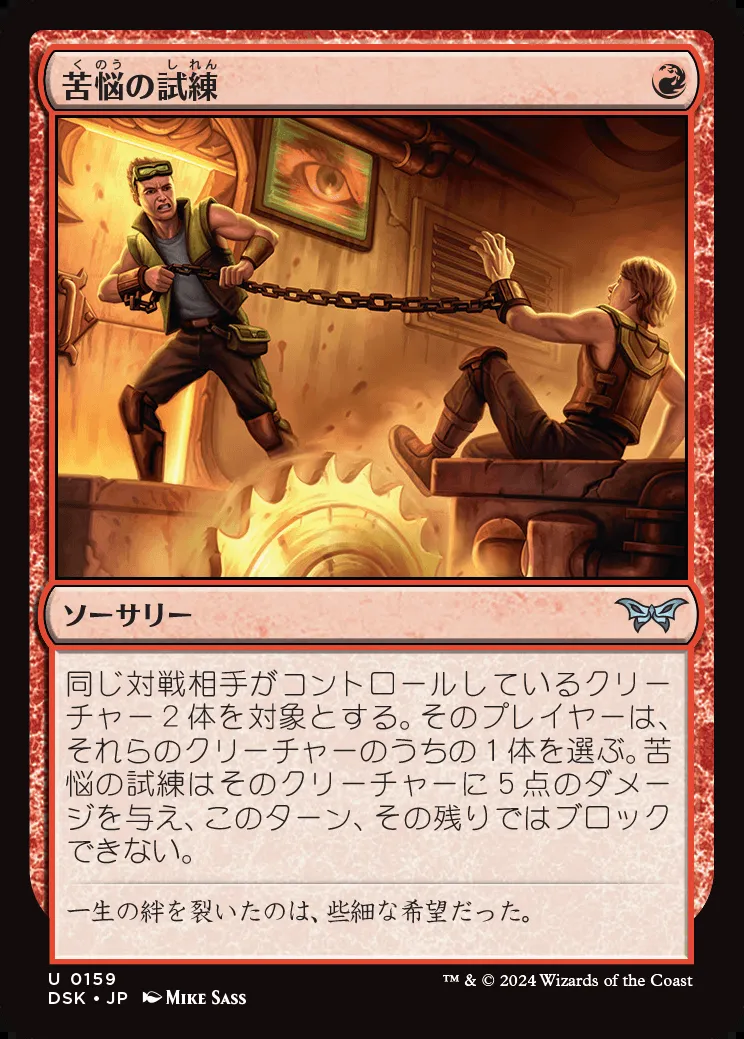 くのう しれん
苦悩の試練
ソーサリー
同じ対戦相手がコントロールしているクリー
チャー２体を対象とする。そのプレイヤーは、
それらのクリーチャーのうちの１体を選ぶ。苦
悩の試練はそのクリーチャーに５点のダメー
ジを与え、このターン、その残りではブロック
できない。
一生の絆を裂いたのは、些細な希望だった。
U 0159
™ & © 2024 Wizards of the Coast
DSK • JP MIKE SASS